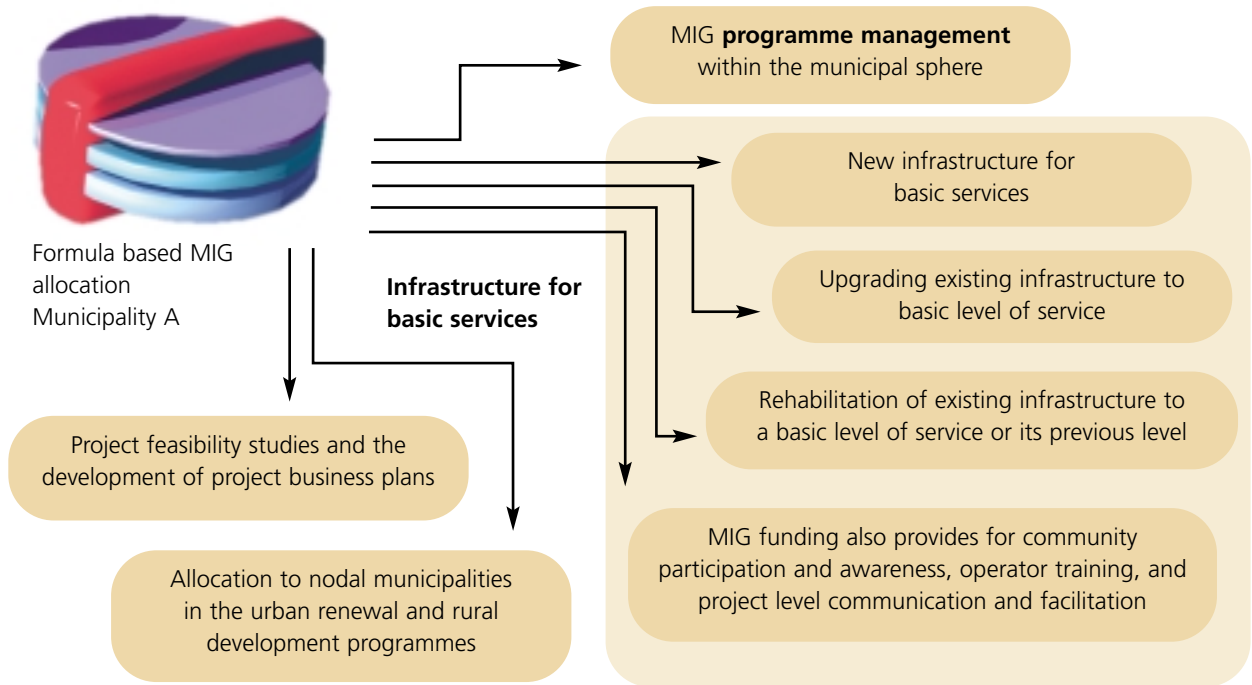 MIG programme management
within the municipal sphere
New infrastructure for
basic services
Formula based MIG
allocation
Municipality A
Infrastructure for
basic services
Upgrading existing infrastructure to
basic level of service
Rehabilitation of existing infrastructure to
a basic level of service or its previous level
Project feasibility studies and the
development of project business plans
MIG funding also provides for community
participation and awareness, operator training, and
project level communication and facilitation
Allocation to nodal municipalities
in the urban renewal and rural
development programmes